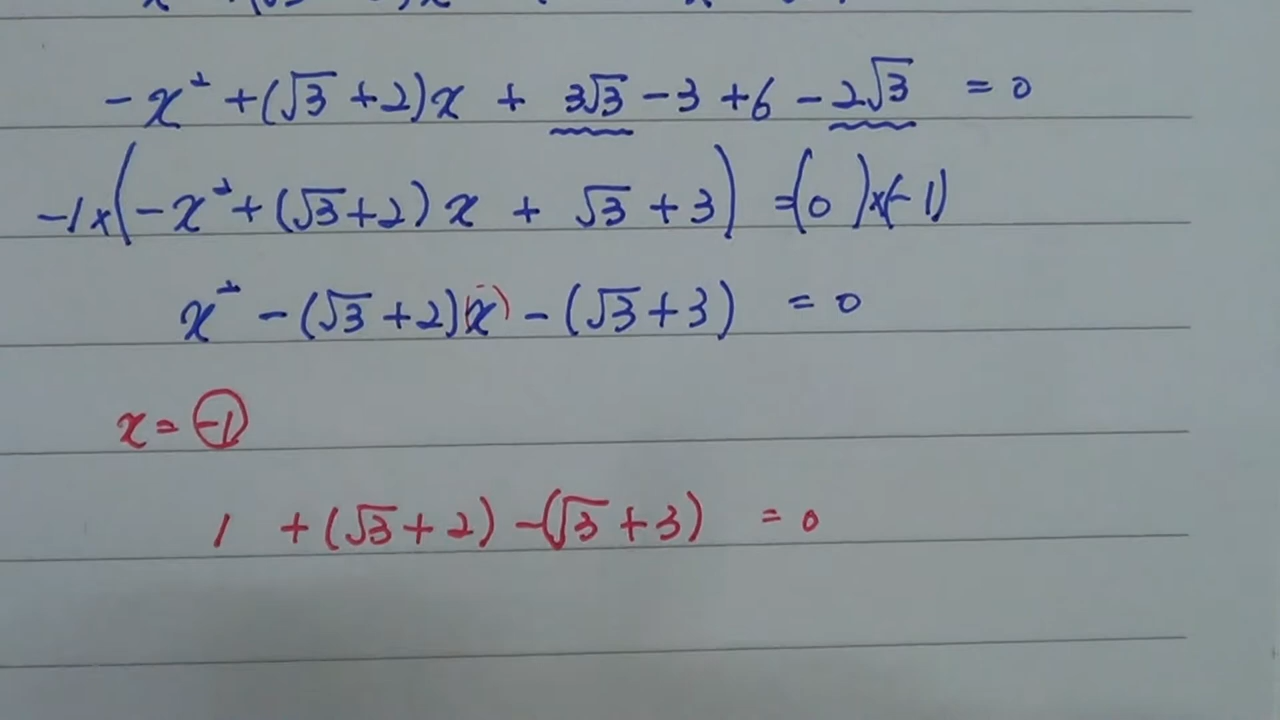 -x² + (√3 + 2)x + 3√3 - 3 + 6 - 2√3 = 0
-1×(-x² + (√3+2)x + √3 + 3) = (0)×(-1)
x² - (√3 + 2)(x) - (√3 + 3) = 0
x = -1
1 + (√3 + 2) - (√3 + 3) = 0